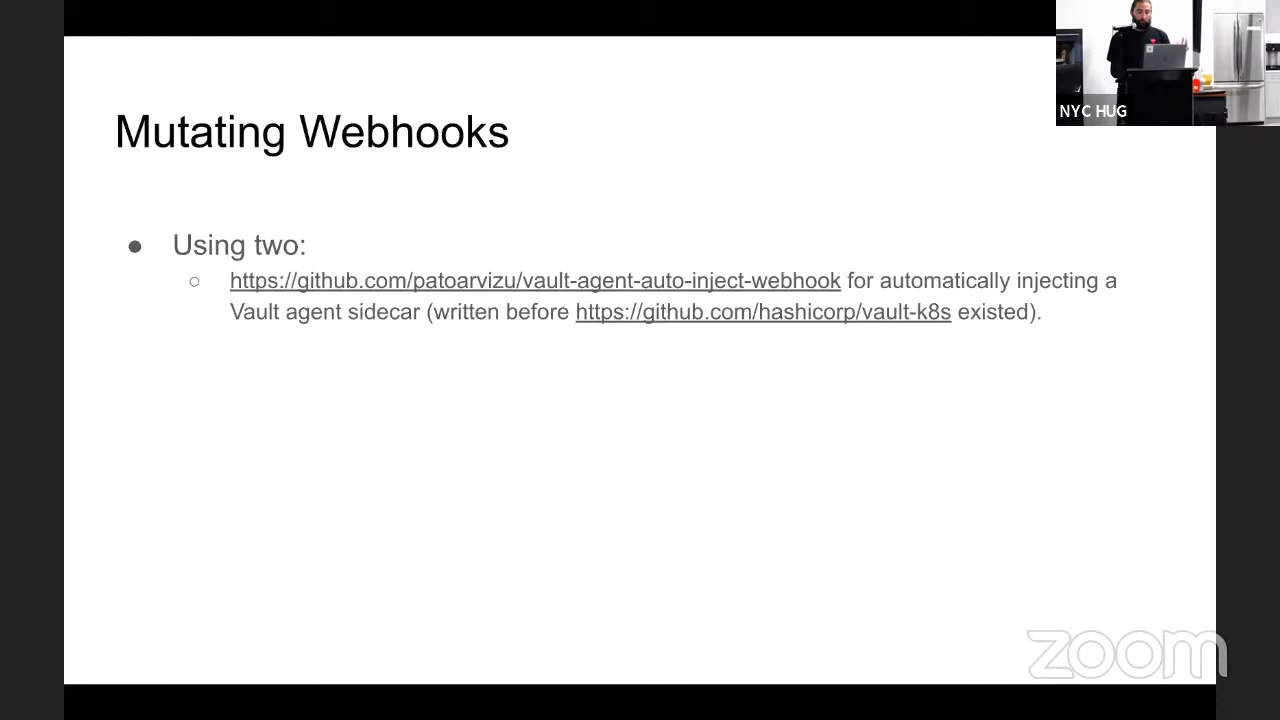 NYC HUG
Mutating Webhooks
● Using two:
○ https://github.com/patoarvizu/vault-agent-auto-inject-webhook for automatically injecting a
Vault agent sidecar (written before https://github.com/hashicorp/vault-k8s existed).
zoom